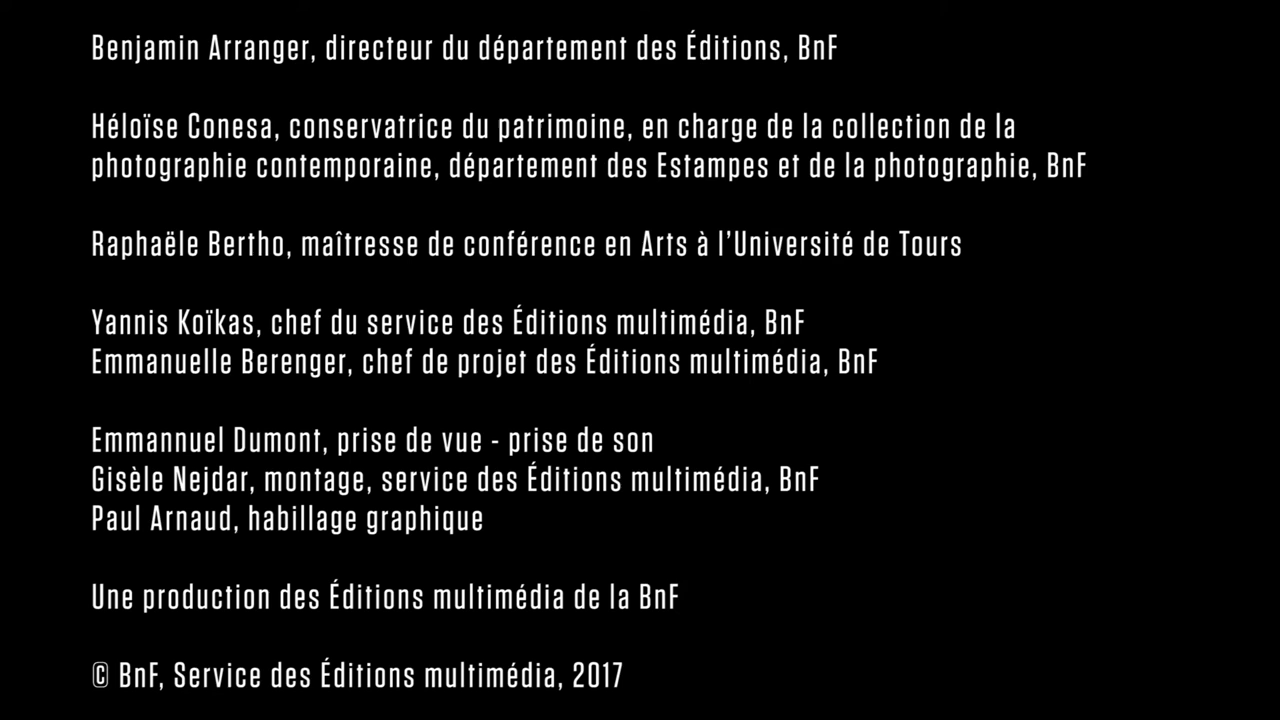 Benjamin Arranger, directeur du département des Éditions, BnF
Héloïse Conesa, conservatrice du patrimoine, en charge de la collection de la
photographie contemporaine, département des Estampes et de la photographie, BnF
Raphaële Bertho, maîtresse de conférence en Arts à l’Université de Tours
Yannis Koïkas, chef du service des Éditions multimédia, BnF
Emmanuelle Berenger, chef de projet des Éditions multimédia, BnF
Emmannuel Dumont, prise de vue - prise de son
Gisèle Nejdar, montage, service des Éditions multimédia, BnF
Paul Arnaud, habillage graphique
Une production des Éditions multimédia de la BnF
© BnF, Service des Éditions multimédia, 2017